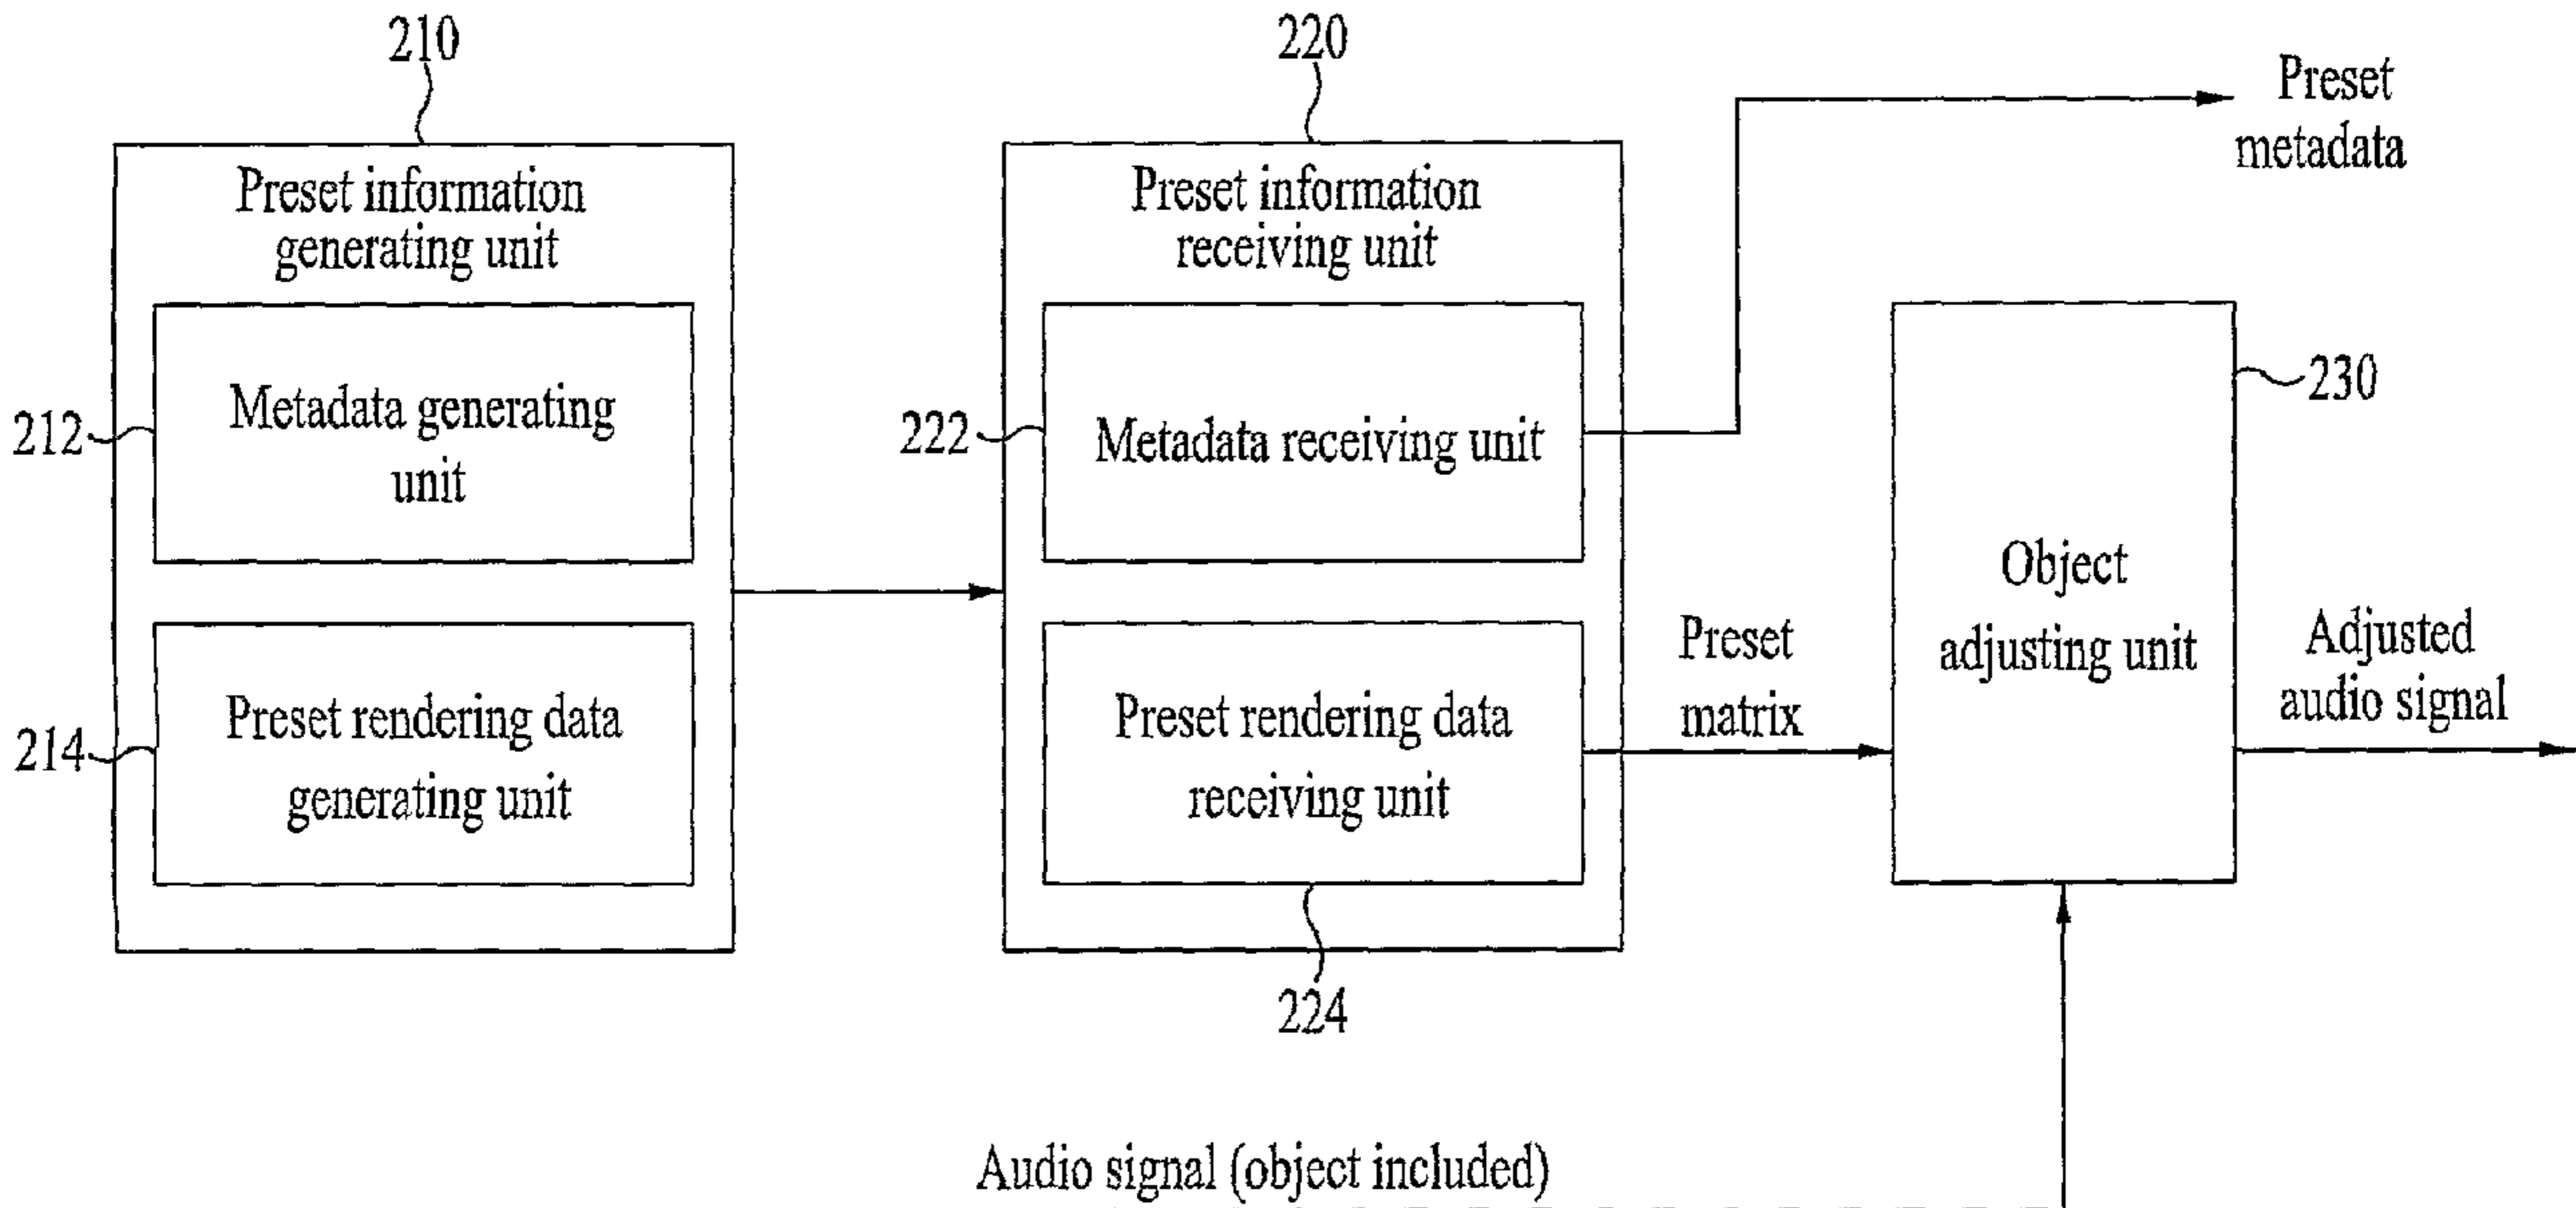 210
220
Preset
metadata
Preset information
generating unit
Preset information
receiving unit
212
Metadata generating
unit
222
Metadata receiving unit
230
Object
adjusting unit
214
Preset rendering data
generating unit
Preset rendering data
receiving unit
224
Preset
matrix
Adjusted
audio signal
Audio signal (object included)